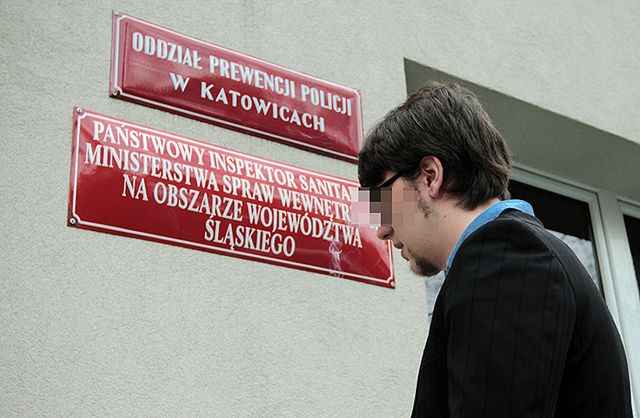 ODDZIAŁ PREWENCJI POLICJI
W KATOWICACH
PAŃSTWOWY INSPEKTOR
MINISTERSTWA SPRAW
NA OBSZARZE WOJEWÓDZTWA
ŚLĄSKIEGO